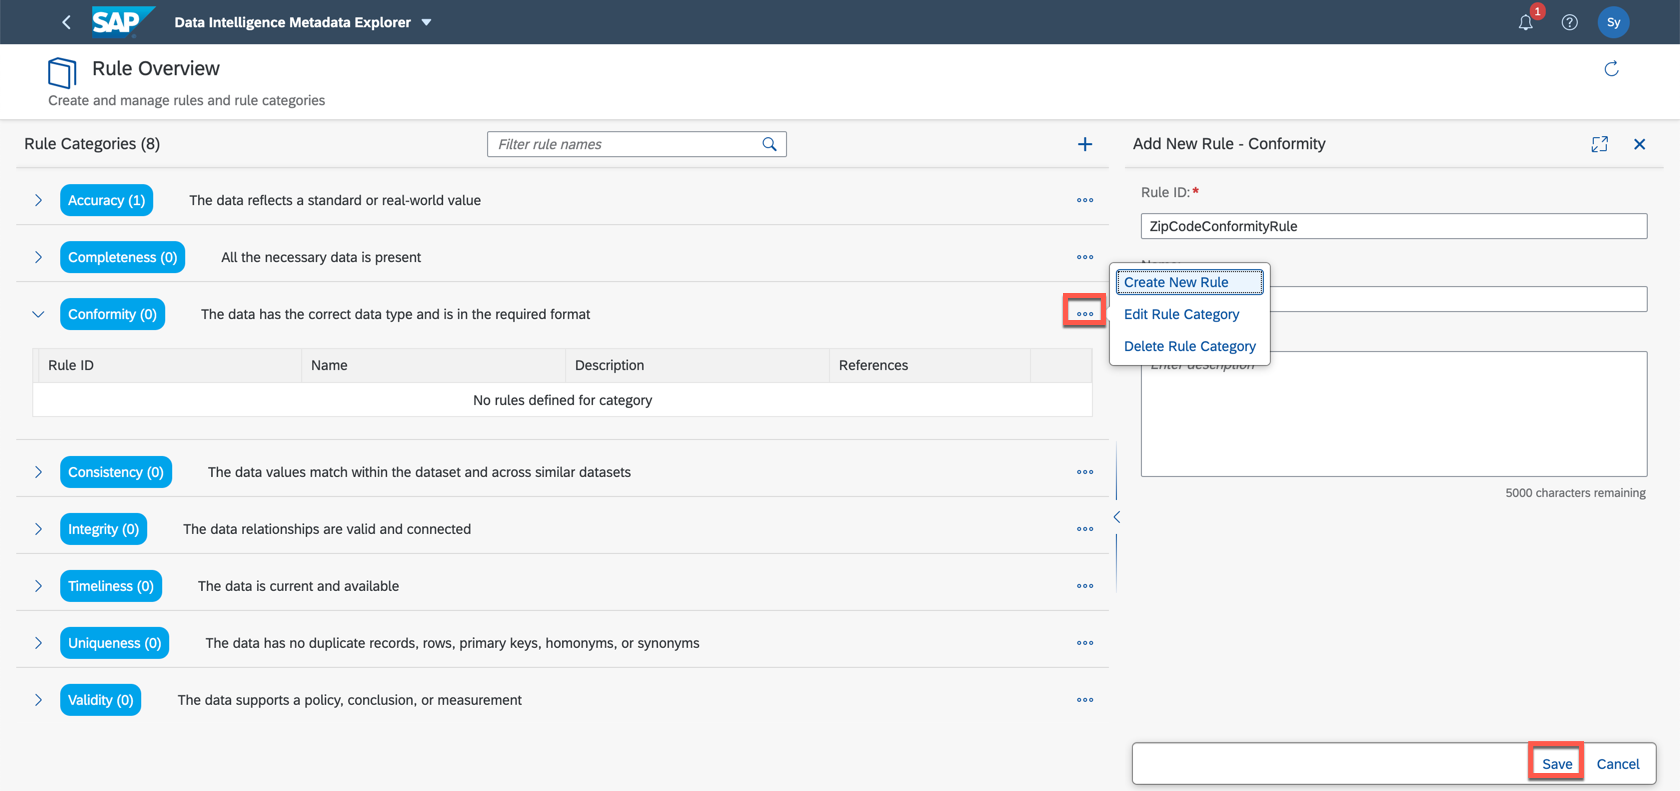 SAP
Data Intelligence Metadata Explorer
1
Sy
Rule Overview
Create and manage rules and rule categories
Rule Categories (8)
Filter rule names
Accuracy (1)
The data reflects a standard or real-world value
Completeness (0)
All the necessary data is present
Conformity (0)
The data has the correct data type and is in the required format
Rule ID
Name
Description
References
No rules defined for category
Consistency (0)
The data values match within the dataset and across similar datasets
Integrity (0)
The data relationships are valid and connected
Timeliness (0)
The data is current and available
Uniqueness (0)
The data has no duplicate records, rows, primary keys, homonyms, or synonyms
Validity (0)
The data supports a policy, conclusion, or measurement
Add New Rule - Conformity
Rule ID:*
ZipCodeConformityRule
Create New Rule
Edit Rule Category
Delete Rule Category
Enter description
5000 characters remaining
Save
Cancel